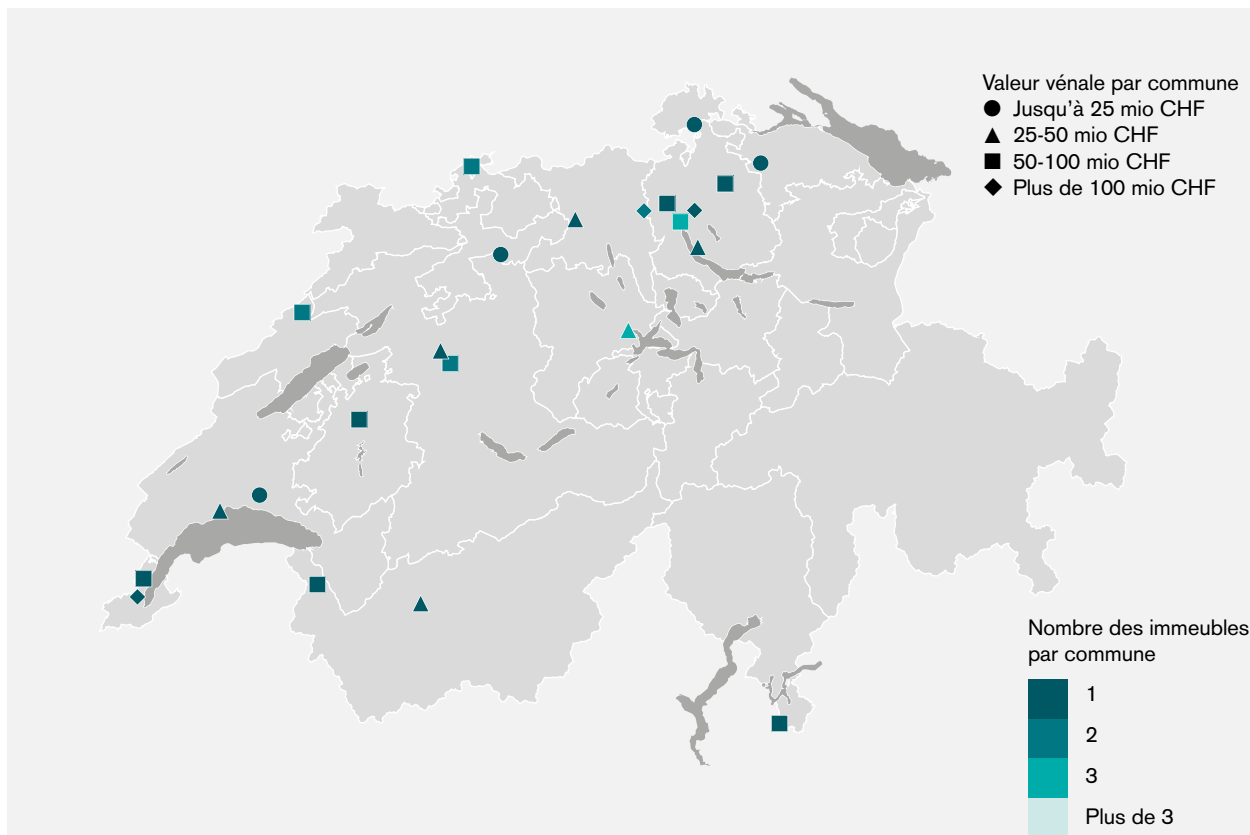 Valeur vénale par commune
Jusqu'à 25 mio CHF
25-50 mio CHF
50-100 mio CHF
Plus de 100 mio CHF
Nombre des immeubles
par commune
1
2
3
Plus de 3